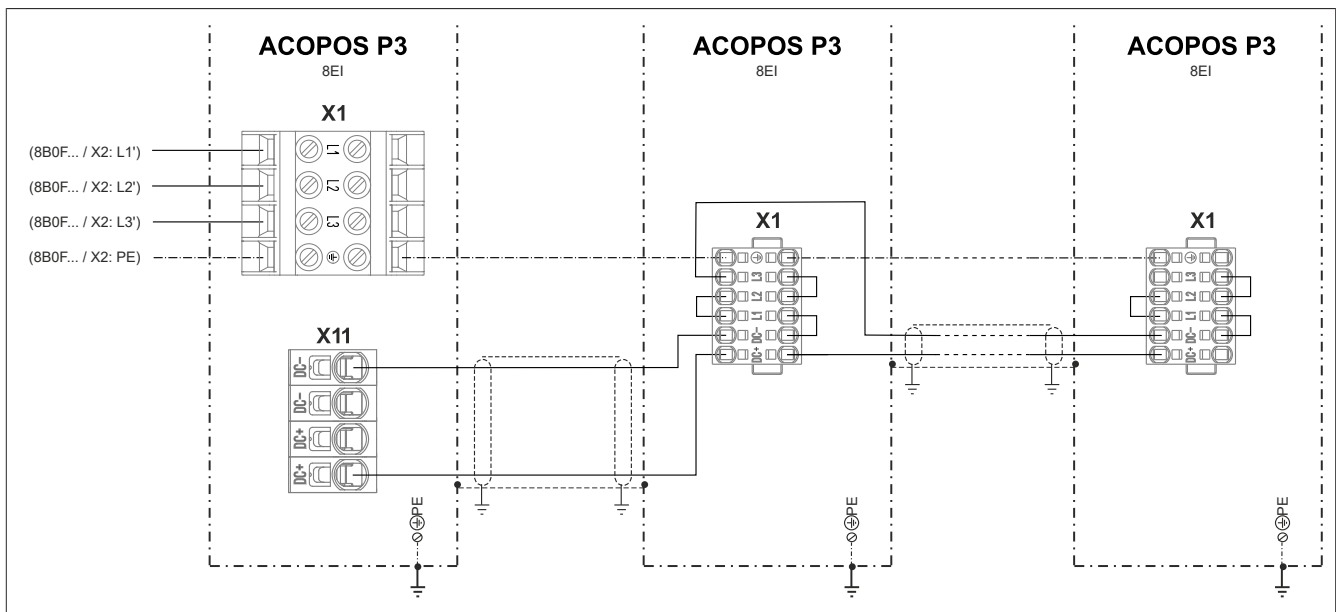 ACOPOS P3
8EI
X1
(8B0F... / X2: L1')
(8B0F... / X2: L2')
(8B0F... / X2: L3')
(8B0F... / X2: PE)
L1
L2
L3
X11
DC-
DC-
DC+
DC+
PE
ACOPOS P3
8EI
X1
L3
L2
L1
DC-
DC+
PE
ACOPOS P3
8EI
X1
L3
L2
L1
DC-
DC+
PE